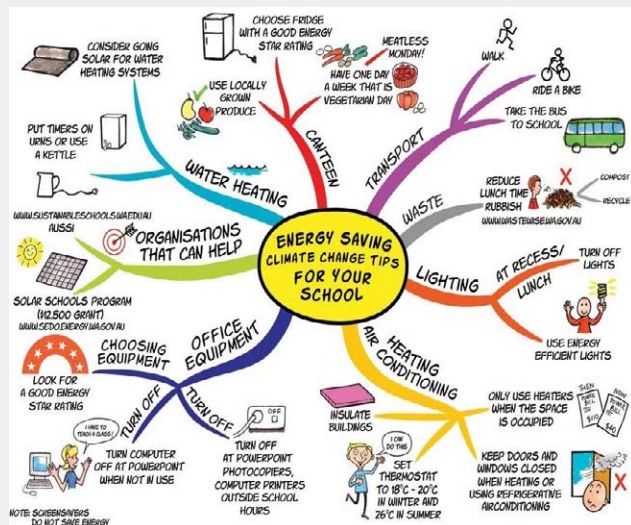 CONSIDER GOING
SOLAR FOR WATER
HEATING SYSTEMS
PUT TIMERS ON
URNS OR USE
A KETTLE
WATER HEATING
CHOOSE FRIDGE
WITH A GOOD ENERGY
STAR RATING
USE LOCALLY
GROWN
PRODUCE
MEATLESS
MONDAY!
HAVE ONE DAY
A WEEK THAT IS
VEGETARIAN DAY
CANTEEN
WALK
RIDE A BIKE
TAKE THE BUS
TO SCHOOL
TRANSPORT
WASTE
REDUCE
LUNCH TIME
RUBBISH
X
COMPOST
RECYCLE
WWW.WASTEWISE.WA.GOV.AU
ENERGY SAVING
CLIMATE CHANGE TIPS
FOR YOUR
SCHOOL
LIGHTING
AT RECESS/
LUNCH
TURN OFF
LIGHTS
USE ENERGY
EFFICIENT LIGHTS
HEATING
AIR CONDITIONING
INSULATE
BUILDINGS
I CAN
DO THIS
SET
THERMOSTAT
TO 18°C - 20°C
IN WINTER AND
26°C IN SUMMER
ONLY USE HEATERS
WHEN THE SPACE
IS OCCUPIED
THEN
POWER
BILL
NOW
POWER
BILL
KEEP DOORS AND
WINDOWS CLOSED
WHEN HEATING OR
USING REFRIGERATIVE
AIRCONDITIONING
X
WWW.SUSTAINABLESCHOOLS.WA.EDU.AU
AUSSI
ORGANISATIONS
THAT CAN HELP
SOLAR SCHOOLS PROGRAM
($12,500 GRANT)
WWW.SEDO.ENERGY.WA.GOV.AU
OFFICE
EQUIPMENT
CHOOSING
EQUIPMENT
LOOK FOR
A GOOD ENERGY
STAR RATING
TURN OFF
I HAVE TO
TEACH A CLASS!
TURN COMPUTER
OFF AT POWERPOINT
WHEN NOT IN USE
TURN OFF
OFF
TURN OFF
AT POWERPOINT
PHOTOCOPIERS,
COMPUTER PRINTERS
OUTSIDE SCHOOL
HOURS
NOTE: SCREENSAVERS
DO NOT SAVE ENERGY